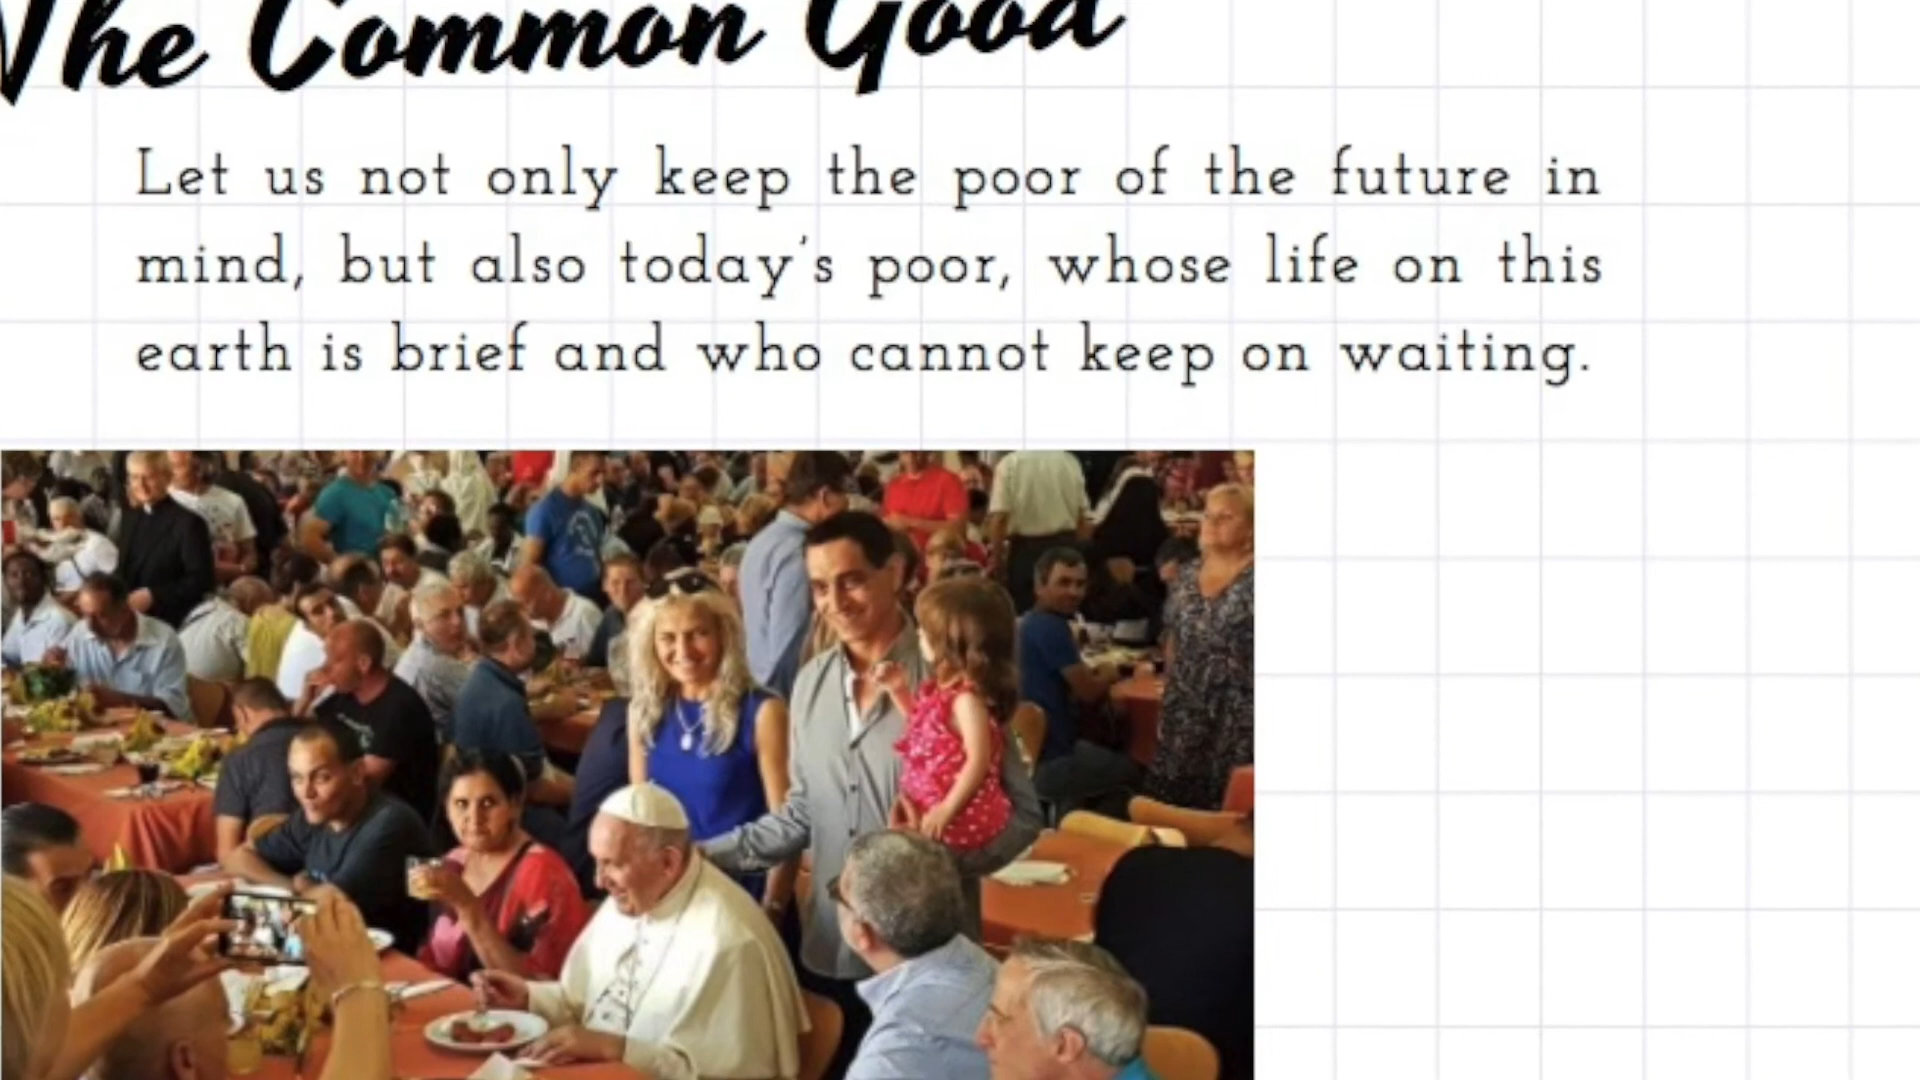 The Common Good
Let us not only keep the poor of the future in
mind, but also today's poor, whose life on this
earth is brief and who cannot keep on waiting.